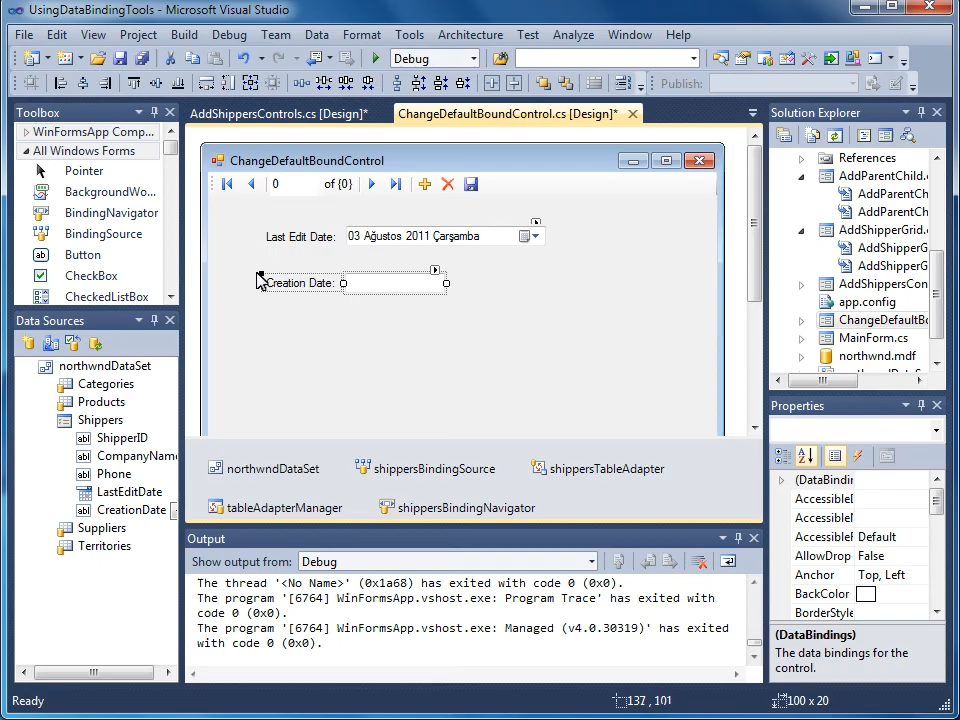 UsingDataBindingTools - Microsoft Visual Studio
File Edit View Project Build Debug Team Data Format Tools Architecture Test Analyze Window Help
Debug
Publish:
Toolbox
WinFormsApp Comp...
All Windows Forms
Pointer
BackgroundWo...
BindingNavigator
BindingSource
Button
CheckBox
CheckedListBox
Data Sources
northwndDataSet
Categories
Products
Shippers
ShipperID
CompanyName
Phone
LastEditDate
CreationDate
Suppliers
Territories
AddShippersControls.cs [Design]*
ChangeDefaultBoundControl.cs [Design]*
ChangeDefaultBoundControl
0 of {0}
Last Edit Date: 03 Ağustos 2011 Çarşamba
Creation Date:
northwndDataSet shippersBindingSource shippersTableAdapter
tableAdapterManager shippersBindingNavigator
Output
Show output from: Debug
The thread '<No Name>' (0x1a68) has exited with code 0 (0x0).
The program '[6764] WinFormsApp.vshost.exe: Program Trace' has exited with
code 0 (0x0).
The program '[6764] WinFormsApp.vshost.exe: Managed (v4.0.30319)' has exited
with code 0 (0x0).
Solution Explorer
References
AddParentChild.
AddParentCh
AddParentCh
AddShipperGrid.
AddShipperG
AddShipperG
AddShippersCon
app.config
ChangeDefaultBo
MainForm.cs
northwnd.mdf
Properties
(DataBindin
AccessibleD
AccessibleN
AccessibleR Default
AllowDrop False
Anchor Top, Left
BackColor
BorderStyle
(DataBindings)
The data bindings for the
control.
Ready
137 , 101
100 x 20